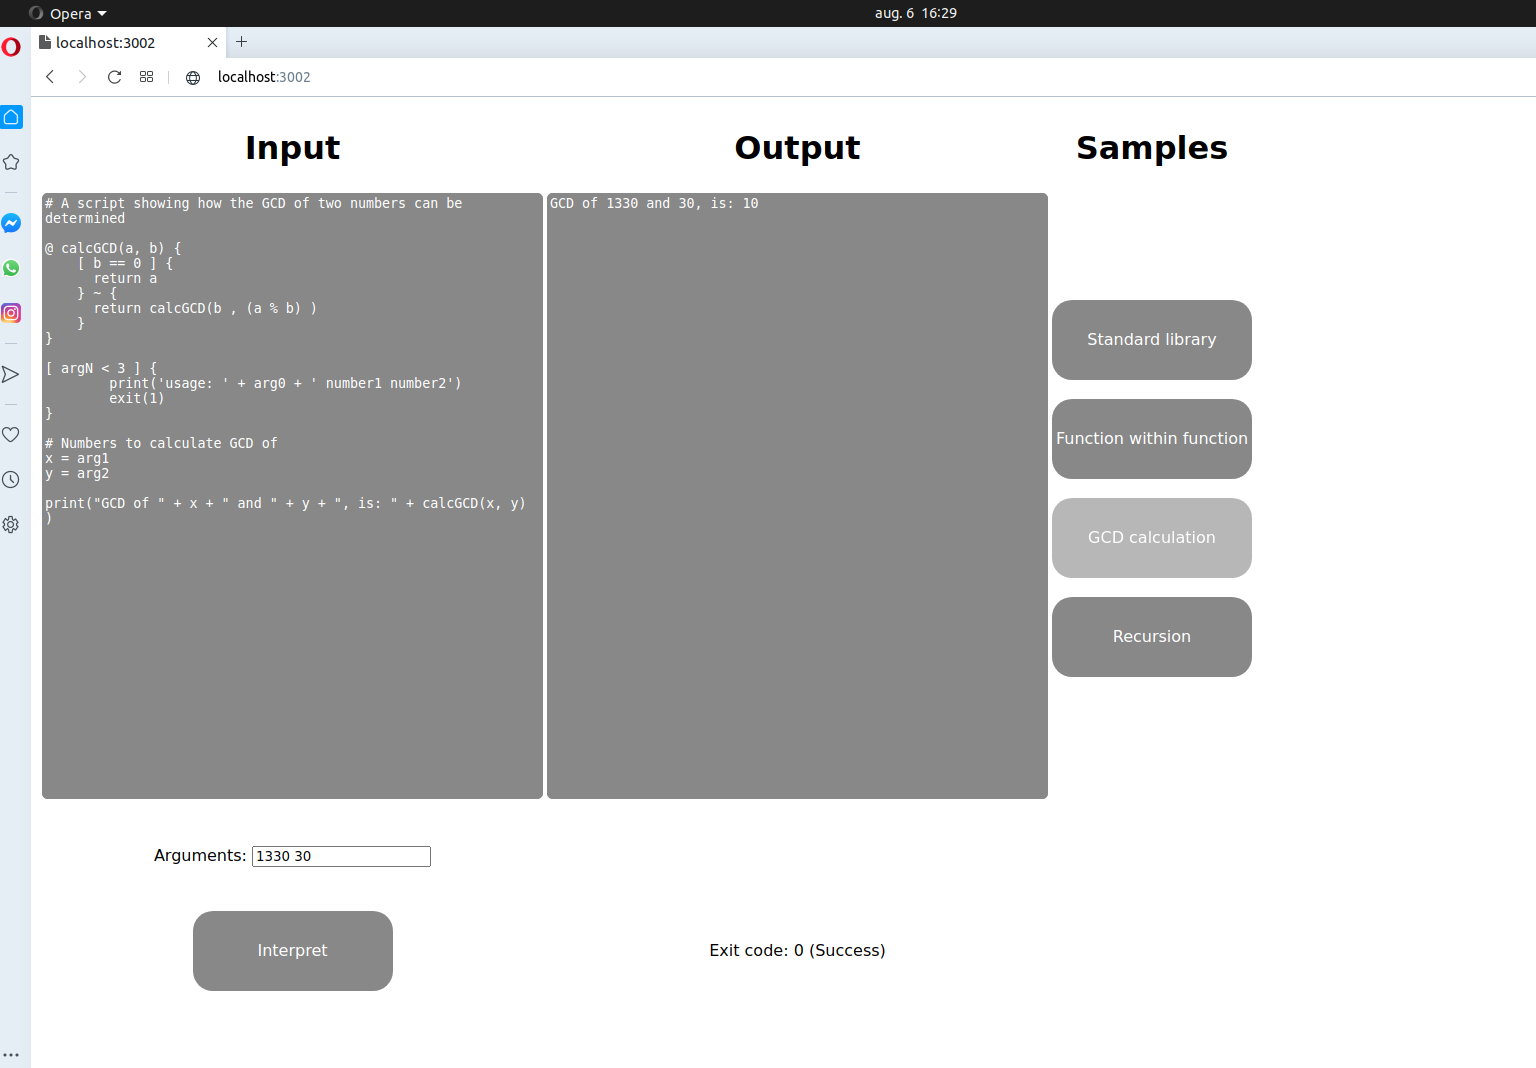 Opera
aug. 6 16:29
localhost:3002
localhost:3002
Input
Output
Samples
# A script showing how the GCD of two numbers can be
determined
@ calcGCD(a, b) {
    [ b == 0 ] {
      return a
    } ~ {
      return calcGCD(b , (a % b) )
    }
}
[ argN < 3 ] {
        print('usage: ' + arg0 + ' number1 number2')
        exit(1)
}
# Numbers to calculate GCD of
x = arg1
y = arg2
print("GCD of " + x + " and " + y + ", is: " + calcGCD(x, y)
)
GCD of 1330 and 30, is: 10
Standard library
Function within function
GCD calculation
Recursion
Arguments: 1330 30
Interpret
Exit code: 0 (Success)